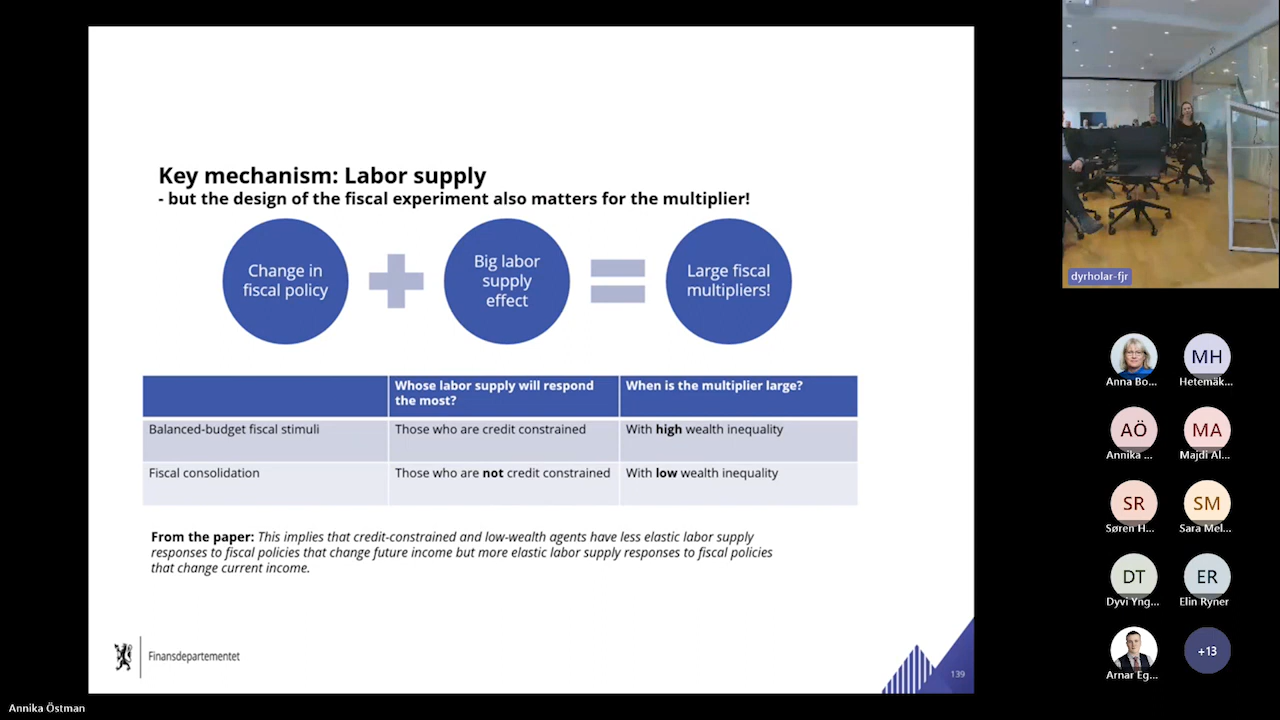 Key mechanism: Labor supply
- but the design of the fiscal experiment also matters for the multiplier!
Change in
fiscal policy
Big labor
supply
effect
Large fiscal
multipliers!
Whose labor supply will respond
the most?
When is the multiplier large?
Balanced-budget fiscal stimuli
Those who are credit constrained
With high wealth inequality
Fiscal consolidation
Those who are not credit constrained
With low wealth inequality
From the paper: This implies that credit-constrained and low-wealth agents have less elastic labor supply
responses to fiscal policies that change future income but more elastic labor supply responses to fiscal policies
that change current income.
Finansdepartementet
139
dyrholar-fjr
Anna Bo...
MH
Hetemäk...
AÖ
Annika ...
MA
Majdi Al...
SR
Søren H...
SM
Sara Mel...
DT
Dyvi Yng...
ER
Elin Ryner
Arnar Eg...
+13
Annika Östman